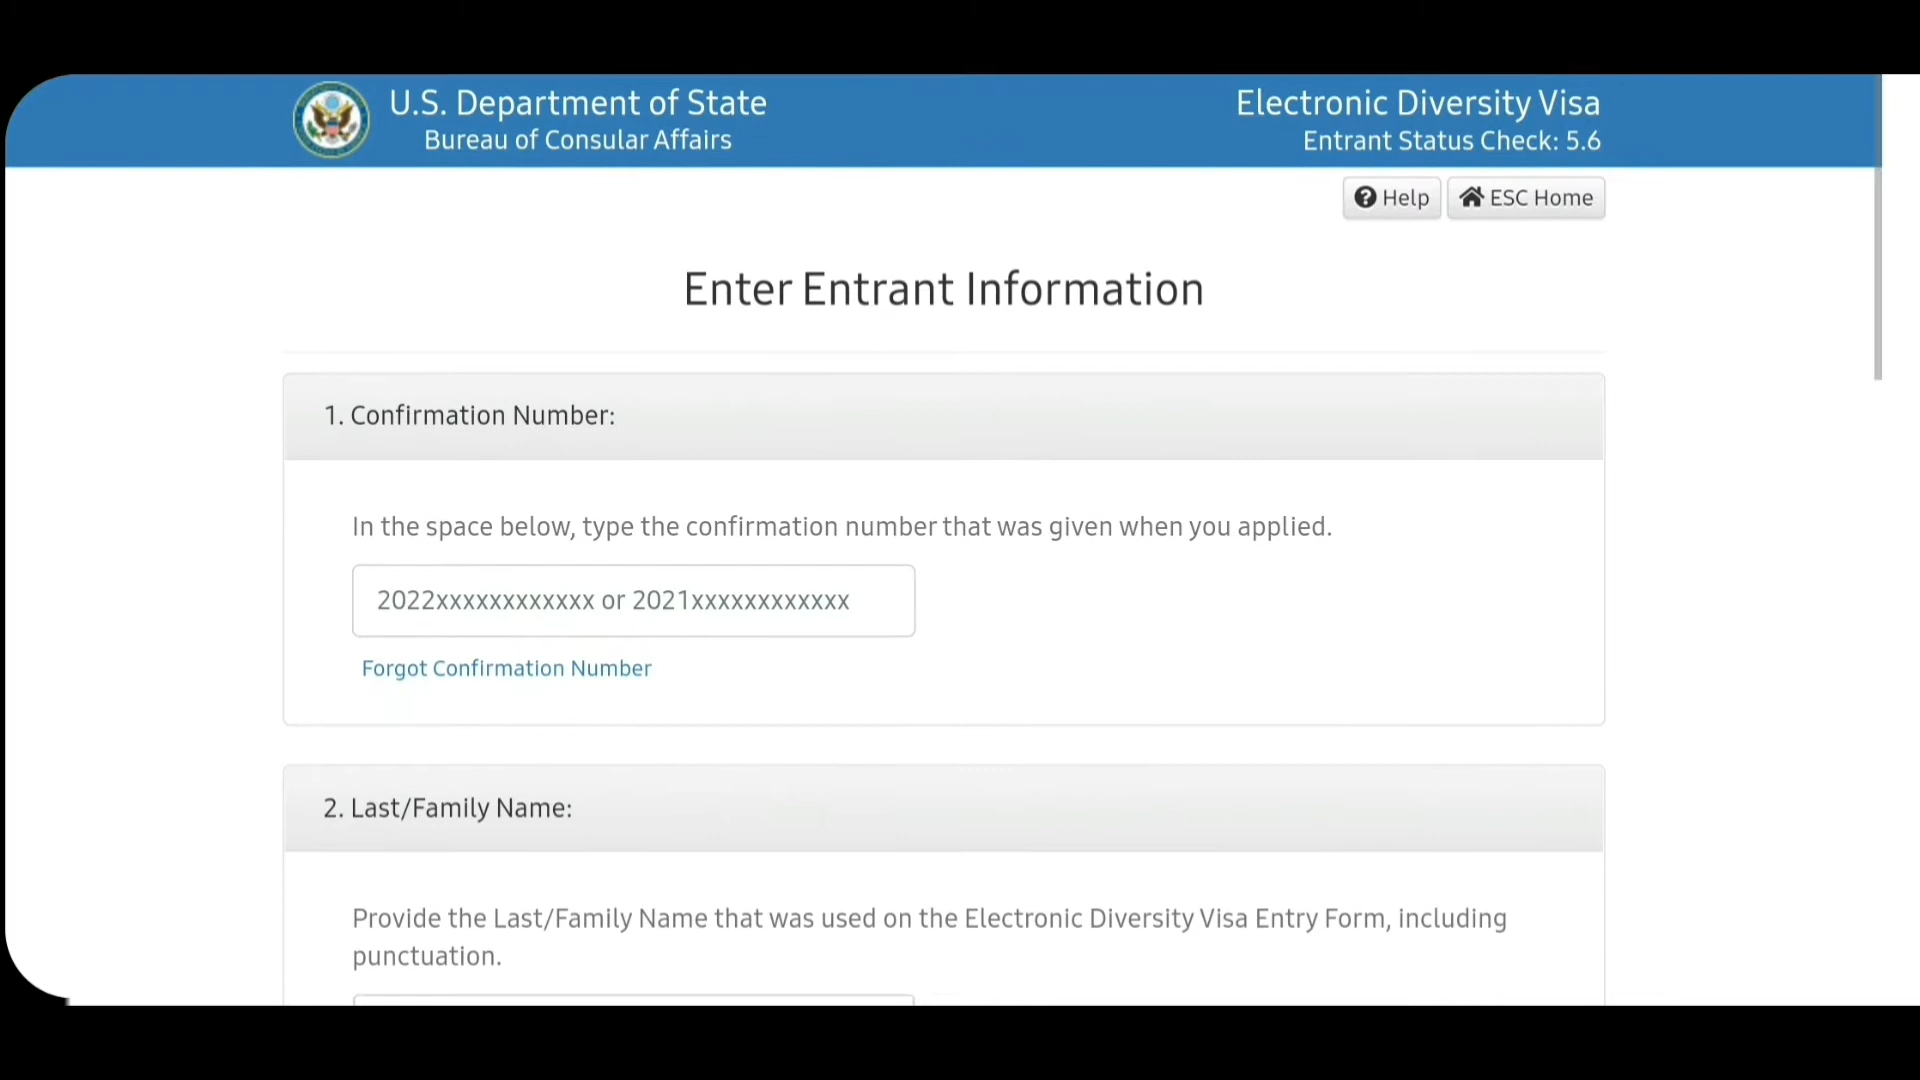 U.S. Department of State
Bureau of Consular Affairs
Electronic Diversity Visa
Entrant Status Check: 5.6
Help
ESC Home
Enter Entrant Information
1. Confirmation Number:
In the space below, type the confirmation number that was given when you applied.
2022xxxxxxxxxxxx or 2021xxxxxxxxxxxx
Forgot Confirmation Number
2. Last/Family Name:
Provide the Last/Family Name that was used on the Electronic Diversity Visa Entry Form, including
punctuation.